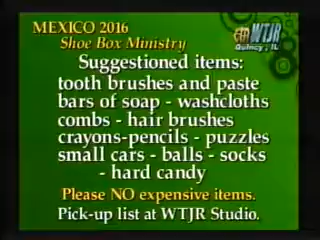 MEXICO 2016
Shoe Box Ministry
WTJR
Quincy, IL
Suggestioned items:
tooth brushes and paste
bars of soap - washcloths
combs - hair brushes
crayons-pencils - puzzles
small cars - balls - socks
- hard candy
Please NO expensive items.
Pick-up list at WTJR Studio.